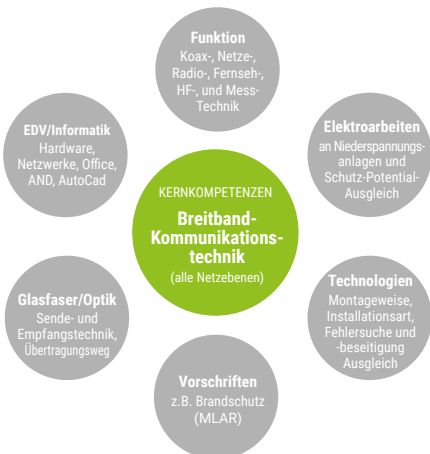 Funktion
Koax-, Netze-,
Radio-, Fernseh-,
HF-, und Mess-
Technik
EDV/Informatik
Hardware,
Netzwerke, Office,
AND, AutoCad
Elektroarbeiten
an Niederspannungs-
anlagen und
Schutz-Potential-
Ausgleich
KERNKOMPETENZEN
Breitband-
Kommunikations-
technik
(alle Netzebenen)
Glasfaser/Optik
Sende- und
Empfangstechnik,
Übertragungsweg
Technologien
Montageweise,
Installationsart,
Fehlersuche und
-beseitigung
Ausgleich
Vorschriften
z.B. Brandschutz
(MLAR)